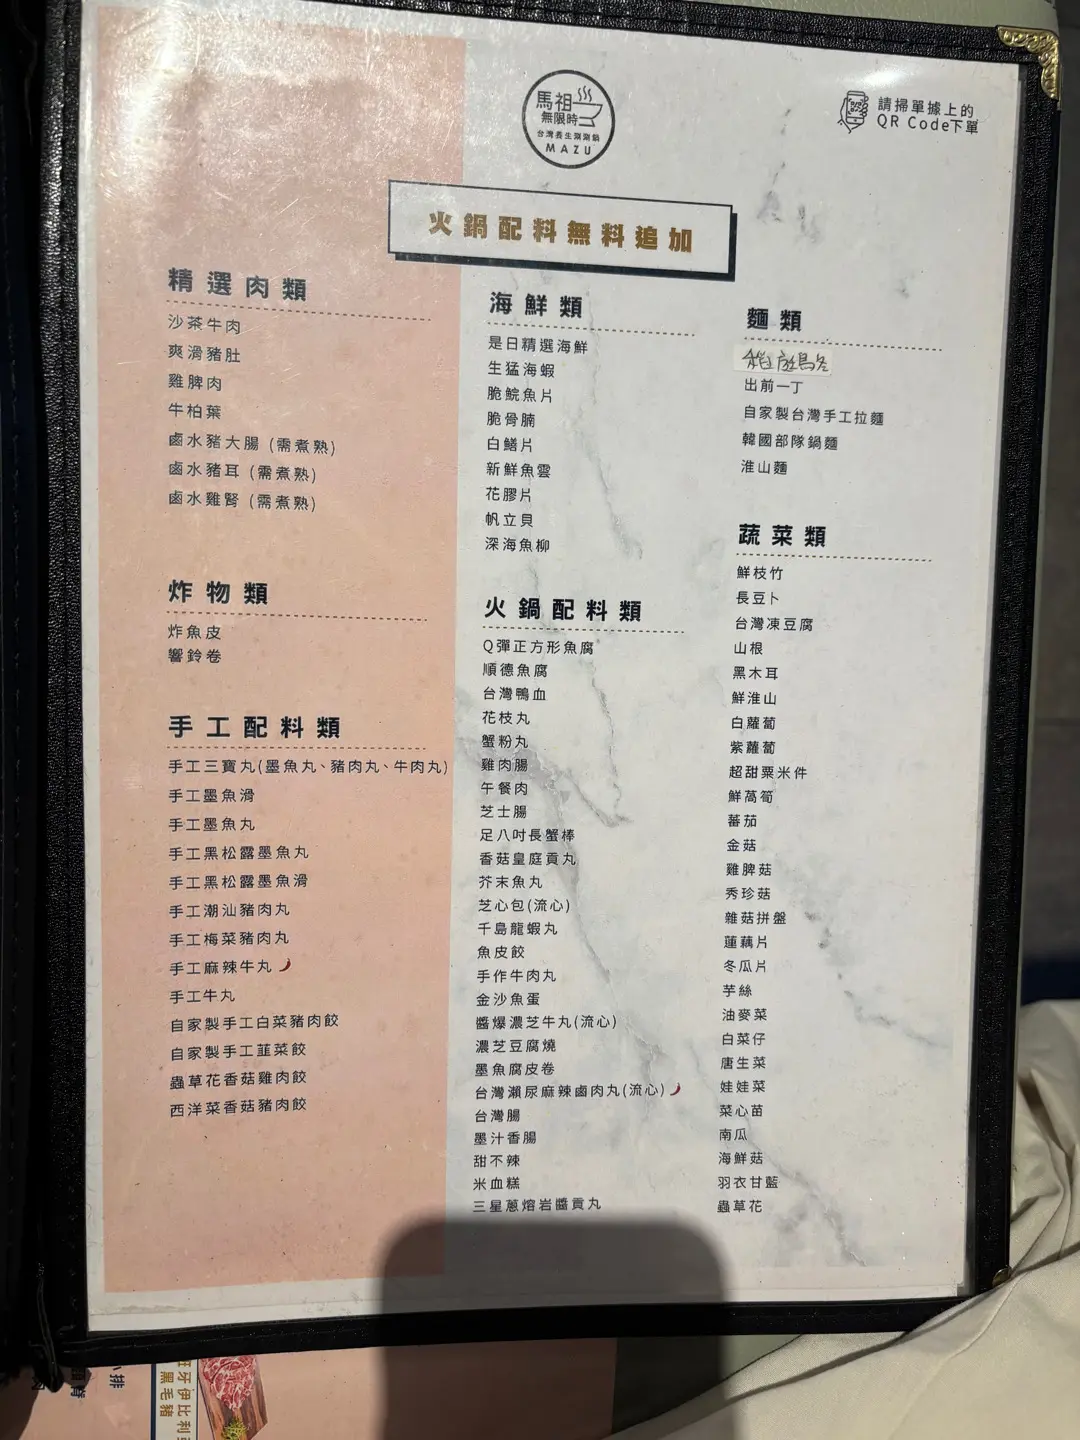 馬祖
無限時
台灣養生涮涮鍋
MAZU
請掃單據上的
QR Code下單
火鍋配料無料追加
精選肉類
沙茶牛肉
爽滑豬肚
雞脾肉
牛柏葉
鹵水豬大腸 (需煮熟)
鹵水豬耳 (需煮熟)
鹵水雞腎 (需煮熟)
炸物類
炸魚皮
響鈴卷
手工配料類
手工三寶丸(墨魚丸、豬肉丸、牛肉丸)
手工墨魚滑
手工墨魚丸
手工黑松露墨魚丸
手工黑松露墨魚滑
手工潮汕豬肉丸
手工梅菜豬肉丸
手工麻辣牛丸
手工牛丸
自家製手工白菜豬肉餃
自家製手工韮菜餃
蟲草花香菇雞肉餃
西洋菜香菇豬肉餃
海鮮類
是日精選海鮮
生猛海蝦
脆鯇魚片
脆骨腩
白鱔片
新鮮魚雲
花膠片
帆立貝
深海魚柳
火鍋配料類
Q彈正方形魚腐
順德魚腐
台灣鴨血
花枝丸
蟹粉丸
雞肉腸
午餐肉
芝士腸
足八吋長蟹棒
香菇皇庭貢丸
芥末魚丸
芝心包(流心)
千島龍蝦丸
魚皮餃
手作牛肉丸
金沙魚蛋
醬爆濃芝牛丸(流心)
濃芝豆腐燒
墨魚腐皮卷
台灣瀨尿麻辣鹵肉丸(流心)
台灣腸
墨汁香腸
甜不辣
米血糕
三星蔥熔岩醬貢丸
麵類
稻庭烏冬
出前一丁
自家製台灣手工拉麵
韓國部隊鍋麵
淮山麵
蔬菜類
鮮枝竹
長豆卜
台灣凍豆腐
山根
黑木耳
鮮淮山
白蘿蔔
紫蘿蔔
超甜粟米件
鮮萵筍
蕃茄
金菇
雞脾菇
秀珍菇
雜菇拼盤
蓮藕片
冬瓜片
芋絲
油麥菜
白菜仔
唐生菜
娃娃菜
菜心苗
南瓜
海鮮菇
羽衣甘藍
蟲草花
牙伊比利
黑毛豬